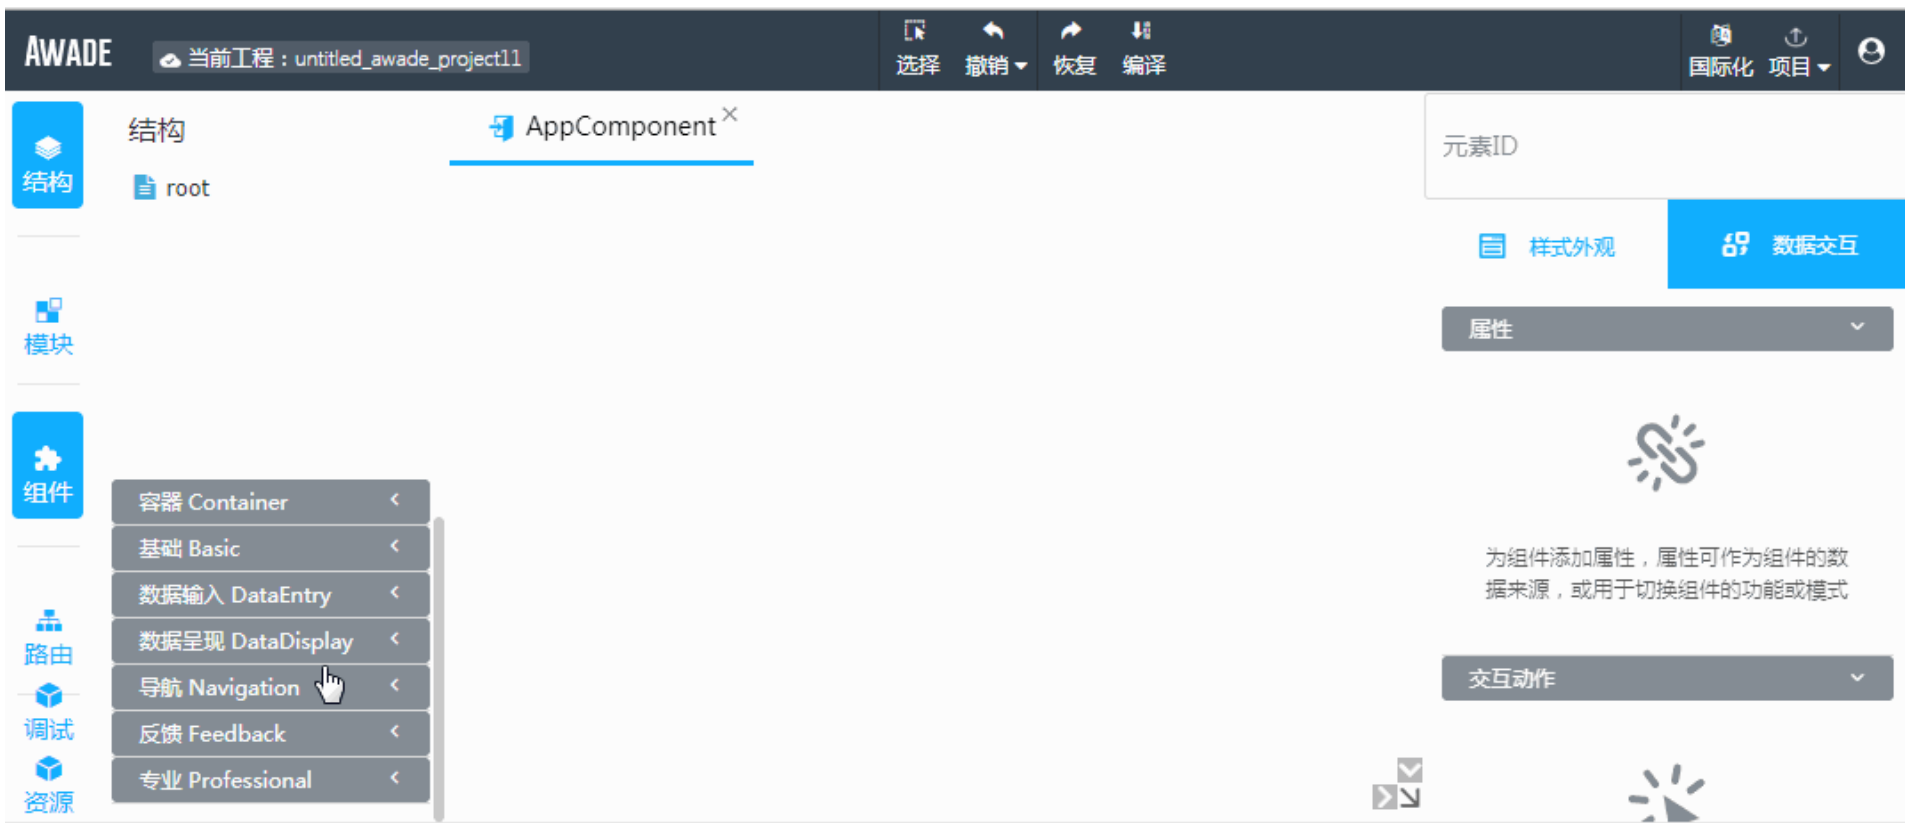 AWADE
当前工程：untitled_awade_project11
选择
撤销
恢复
编译
国际化
项目
结构
模块
组件
路由
调试
资源
结构
root
容器 Container
基础 Basic
数据输入 DataEntry
数据呈现 DataDisplay
导航 Navigation
反馈 Feedback
专业 Professional
AppComponent
元素ID
样式外观
数据交互
属性
为组件添加属性，属性可作为组件的数
据来源，或用于切换组件的功能或模式
交互动作